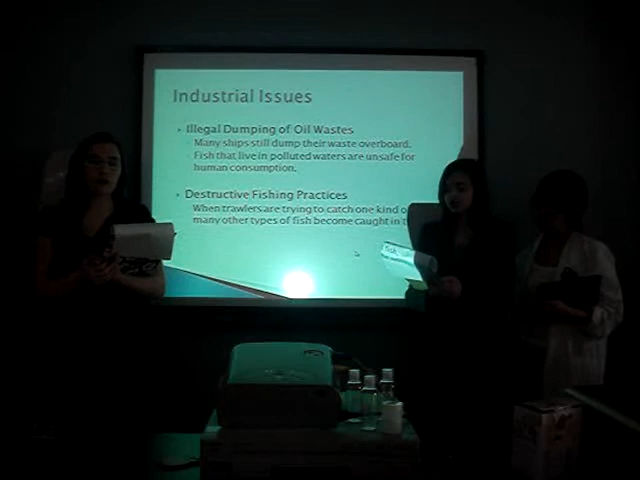 Industrial Issues
Illegal Dumping of Oil Wastes
Many ships still dump their waste overboard.
Fish that live in polluted waters are unsafe for
human consumption.
Destructive Fishing Practices
When trawlers are trying to catch one kind o
many other types of fish become caught in t